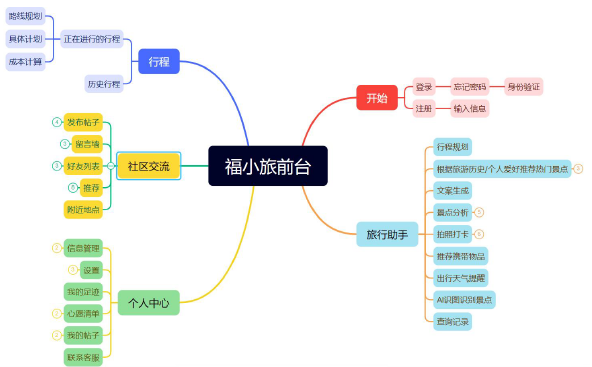 福小旅前台
开始
登录
忘记密码
身份验证
注册
输入信息
旅行助手
行程规划
根据旅游历史/个人爱好推荐热门景点
文案生成
景点分析
拍照打卡
推荐携带物品
出行天气提醒
AI识图识别景点
查询记录
行程
正在进行的行程
路线规划
具体计划
成本计算
历史行程
社区交流
发布帖子
留言墙
好友列表
推荐
附近地点
个人中心
信息管理
设置
我的足迹
心愿清单
我的帖子
联系客服